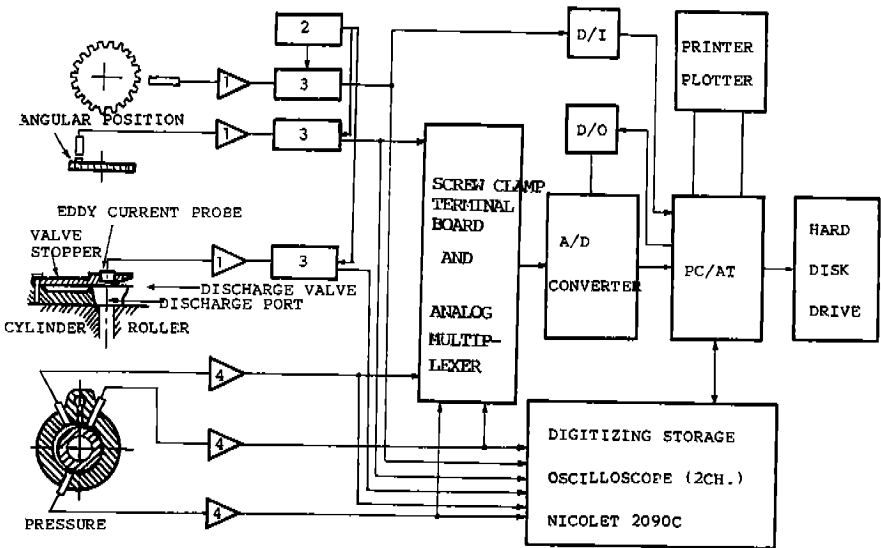 2
D/I
PRINTER
PLOTTER
1
3
ANGULAR POSITION
1
3
D/O
SCREW CLAMP
TERMINAL
BOARD
AND
ANALOG
MULTIP-
LEXER
A/D
CONVERTER
PC/AT
HARD
DISK
DRIVE
EDDY CURRENT PROBE
VALVE
STOPPER
1
3
DISCHARGE VALVE
DISCHARGE PORT
CYLINDER
ROLLER
4
4
4
PRESSURE
DIGITIZING STORAGE
OSCILLOSCOPE (2CH.)
NICOLET 2090C